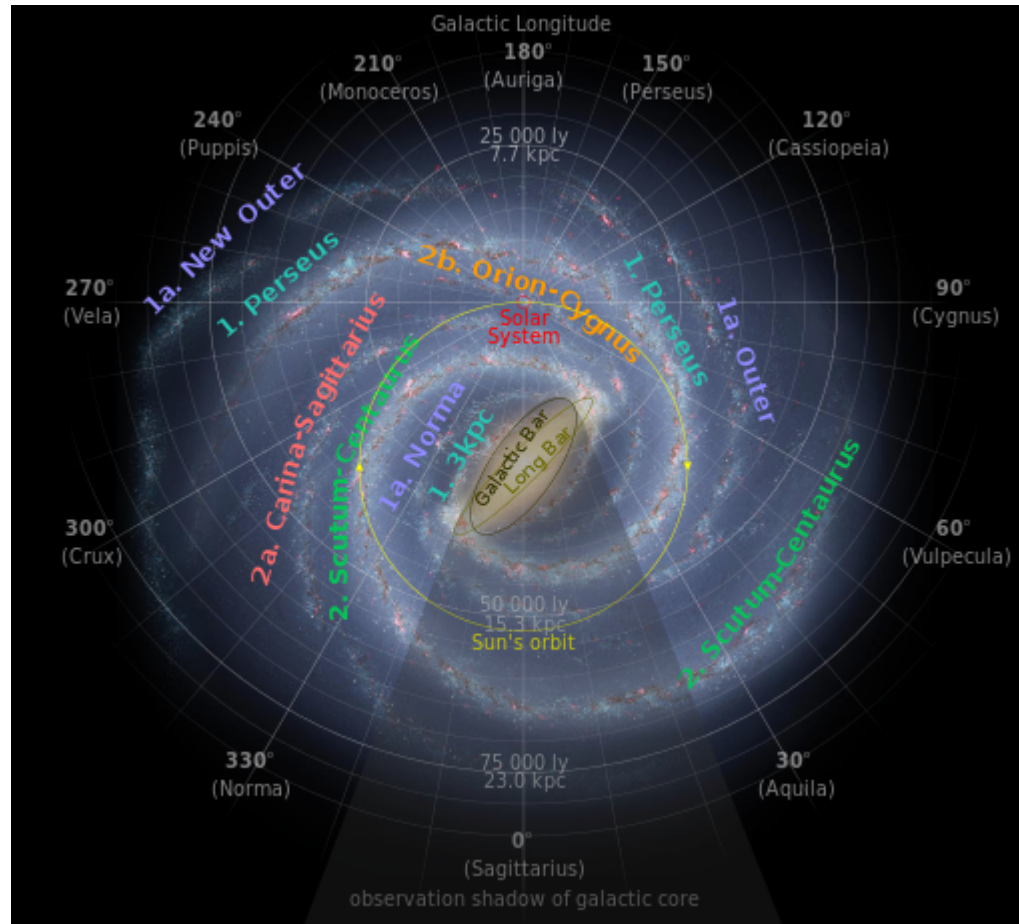 Galactic Longitude
180°
(Auriga)
210°
(Monoceros)
150°
(Perseus)
240°
(Puppis)
120°
(Cassiopeia)
25 000 ly
7.7 kpc
1a. New Outer
1. Perseus
2b. Orion-Cygnus
1. Perseus
1a. Outer
270°
(Vela)
90°
(Cygnus)
Solar
System
2a. Carina-Sagittarius
2. Scutum-Centaurus
1a. Norma
1. 3kpc
Galactic Bar
Long Bar
2. Scutum-Centaurus
300°
(Crux)
60°
(Vulpecula)
50 000 ly
15.3 kpc
Sun's orbit
330°
(Norma)
75 000 ly
23.0 kpc
30°
(Aquila)
0°
(Sagittarius)
observation shadow of galactic core